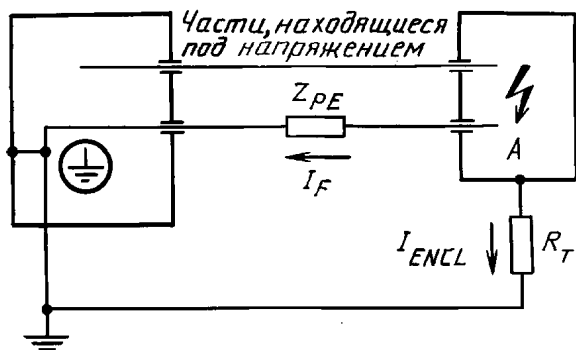 Части, находящиеся
под напряжением
Z_PE
I_F
A
I_ENCL
R_T